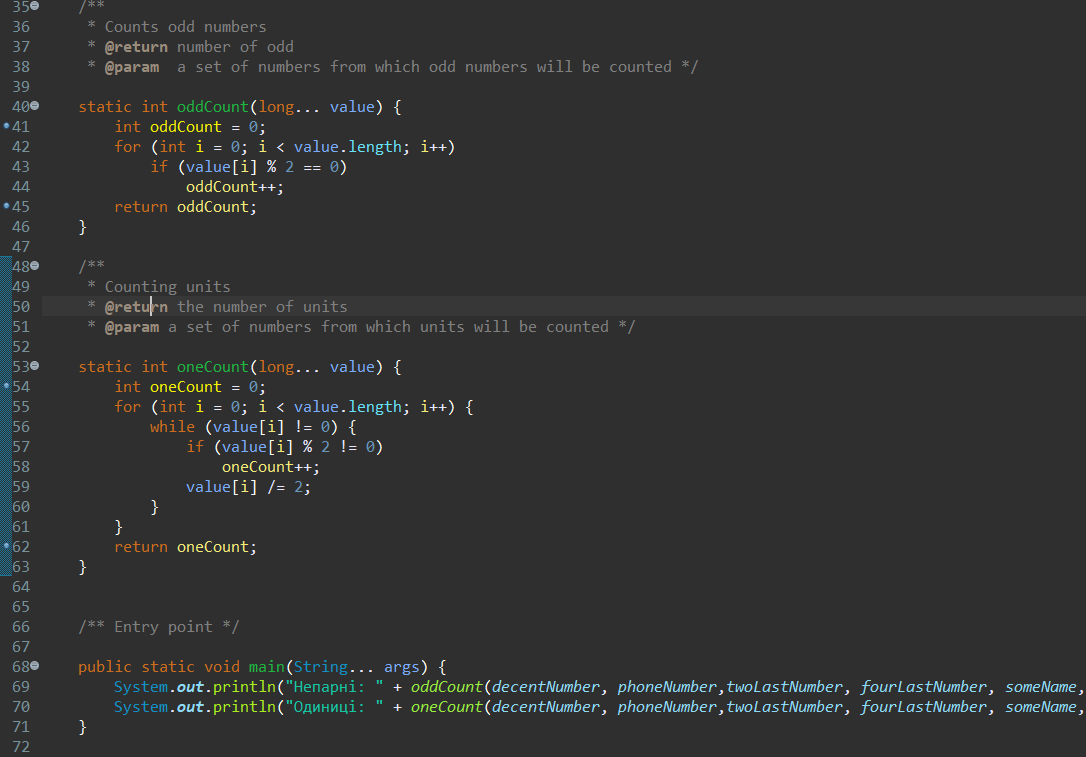 35 /**
36 * Counts odd numbers
37 * @return number of odd
38 * @param  a set of numbers from which odd numbers will be counted */
39
40 static int oddCount(long... value) {
41 int oddCount = 0;
42 for (int i = 0; i < value.length; i++)
43 if (value[i] % 2 == 0)
44 oddCount++;
45 return oddCount;
46 }
47
48 /**
49 * Counting units
50 * @return the number of units
51 * @param a set of numbers from which units will be counted */
52
53 static int oneCount(long... value) {
54 int oneCount = 0;
55 for (int i = 0; i < value.length; i++) {
56 while (value[i] != 0) {
57 if (value[i] % 2 != 0)
58 oneCount++;
59 value[i] /= 2;
60 }
61 }
62 return oneCount;
63 }
64
65
66 /** Entry point */
67
68 public static void main(String... args) {
69 System.out.println("Непарні: " + oddCount(decentNumber, phoneNumber,twoLastNumber, fourLastNumber, someName,
70 System.out.println("Одиниці: " + oneCount(decentNumber, phoneNumber,twoLastNumber, fourLastNumber, someName,
71 }
72